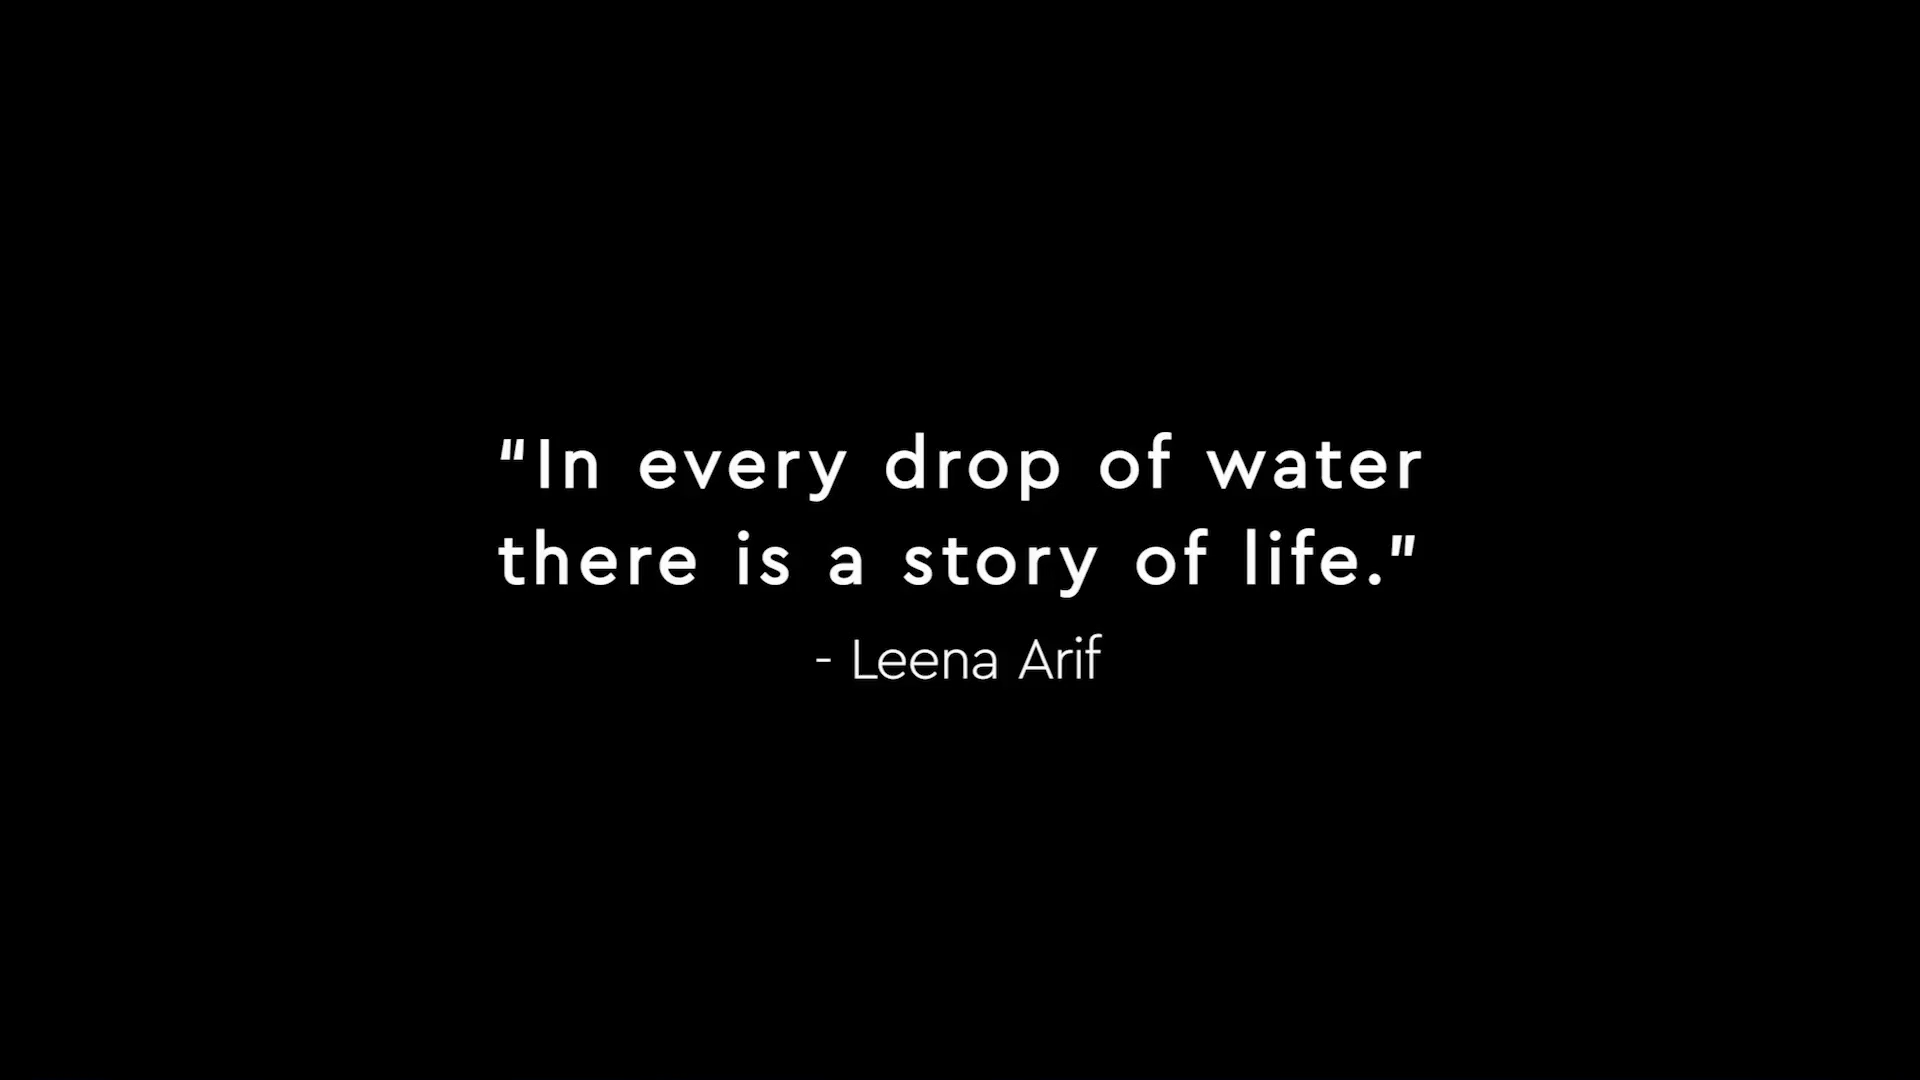 “In every drop of water
there is a story of life.”
- Leena Arif